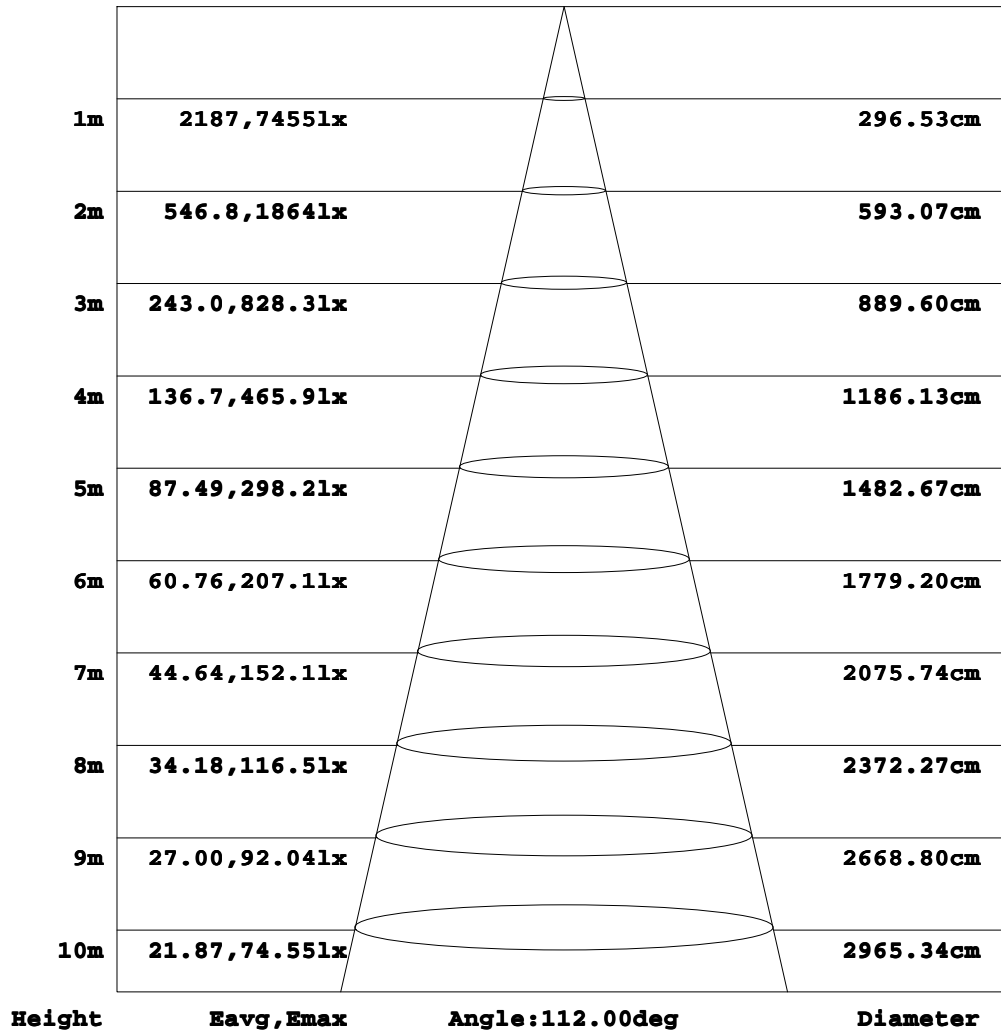 1m 2187,7455lx 296.53cm
2m 546.8,1864lx 593.07cm
3m 243.0,828.3lx 889.60cm
4m 136.7,465.9lx 1186.13cm
5m 87.49,298.2lx 1482.67cm
6m 60.76,207.1lx 1779.20cm
7m 44.64,152.1lx 2075.74cm
8m 34.18,116.5lx 2372.27cm
9m 27.00,92.04lx 2668.80cm
10m 21.87,74.55lx 2965.34cm
Height Eavg,Emax Angle:112.00deg Diameter